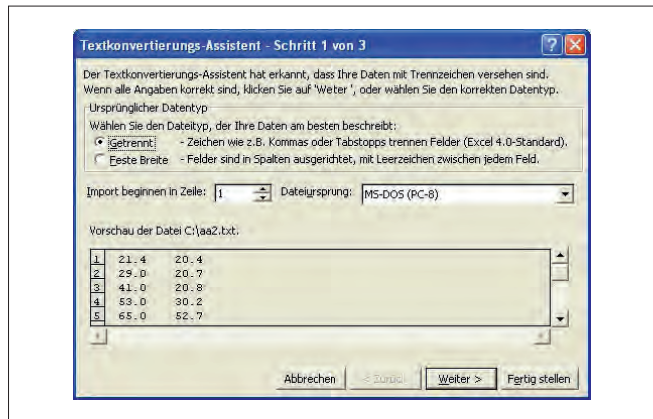 Textkonvertierungs-Assistent - Schritt 1 von 3
Der Textkonvertierungs-Assistent hat erkannt, dass Ihre Daten mit Trennzeichen versehen sind.
Wenn alle Angaben korrekt sind, klicken Sie auf 'Weter ', oder wählen Sie den korrekten Datentyp.
Ursprünglicher Datentyp
Wählen Sie den Dateityp, der Ihre Daten am besten beschreibt:
Getrennt - Zeichen wie z.B. Kommas oder Tabstopps trennen Felder (Excel 4.0-Standard).
Feste Breite - Felder sind in Spalten ausgerichtet, mit Leerzeichen zwischen jedem Feld.
Import beginnen in Zeile: 1 Dateiursprung: MS-DOS (PC-8)
Vorschau der Datei C:\aa2.txt.
1 21.4 20.4
2 29.0 20.7
3 41.0 20.8
4 53.0 30.2
5 65.0 52.7
Abbrechen < Zurück Weiter > Fertig stellen